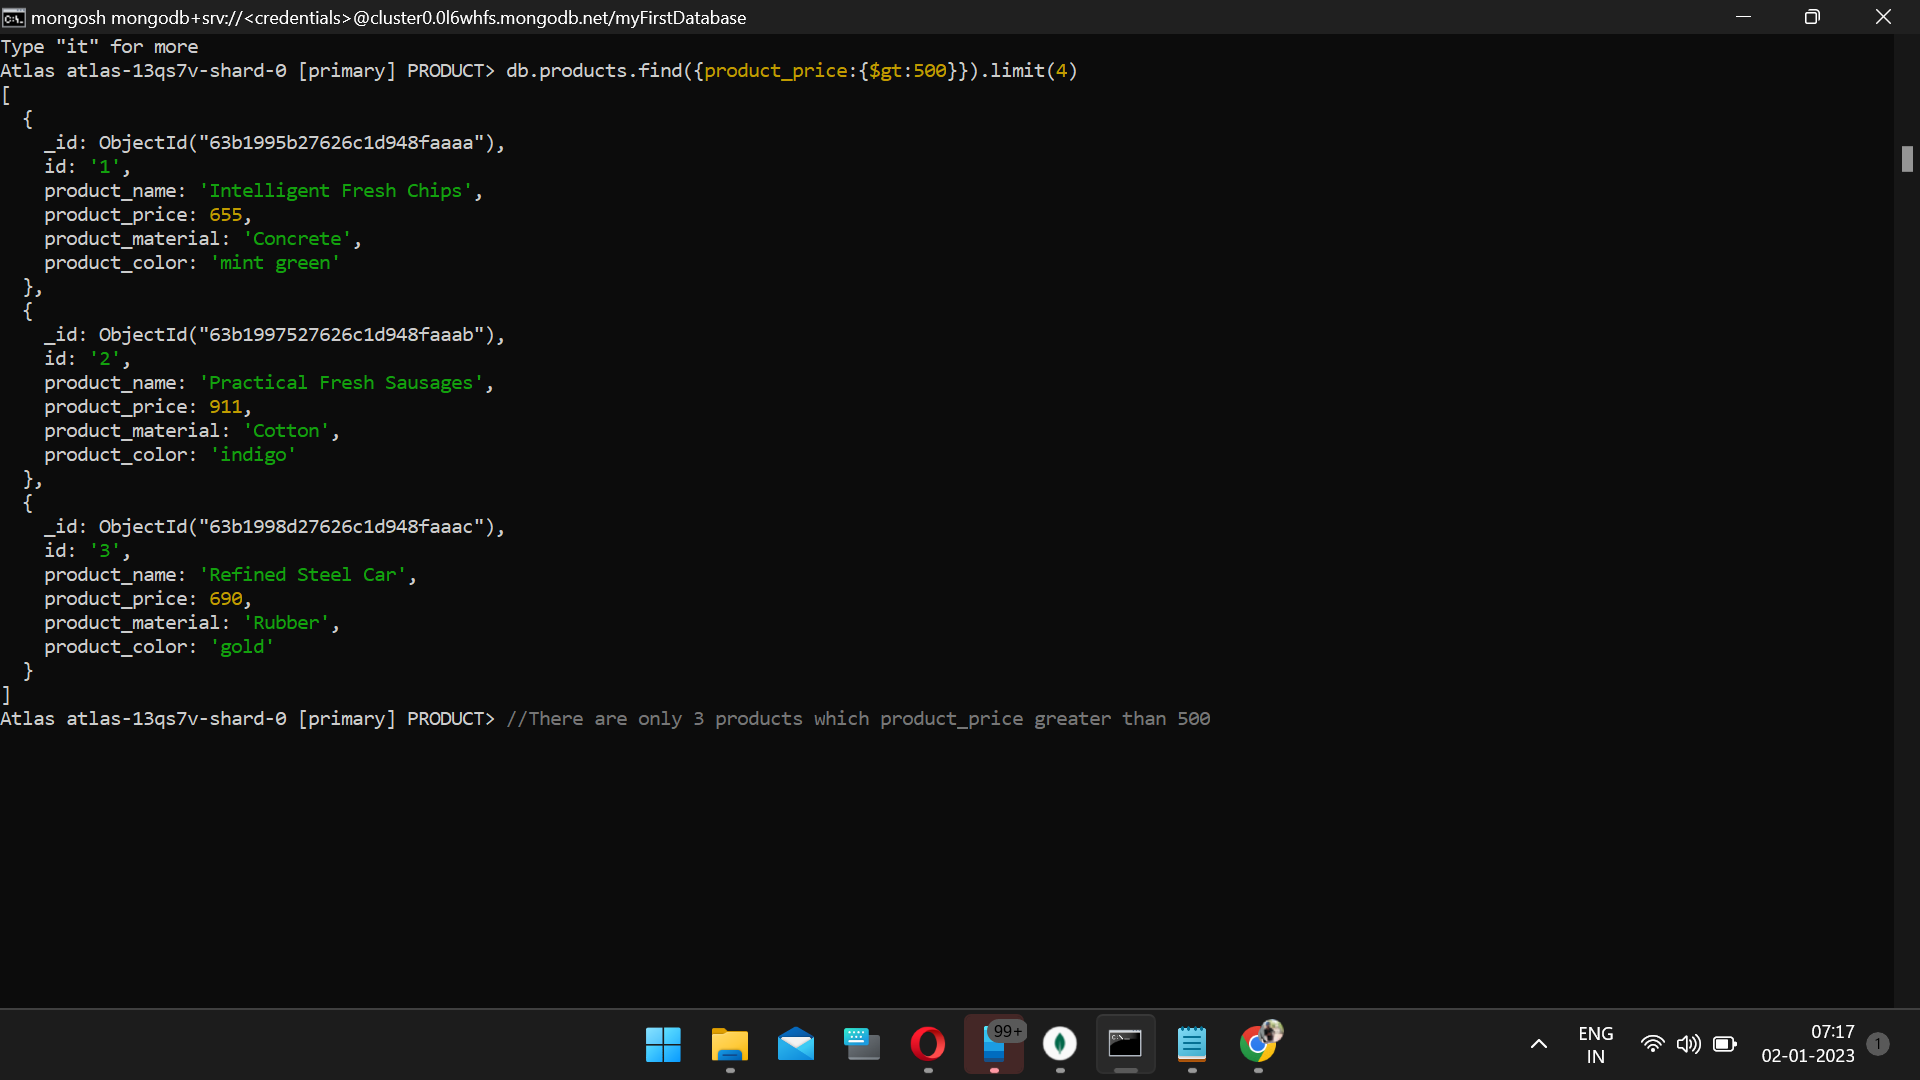 mongosh mongodb+srv://<credentials>@cluster0.0l6whfs.mongodb.net/myFirstDatabase
Type "it" for more
Atlas atlas-13qs7v-shard-0 [primary] PRODUCT> db.products.find({product_price:{$gt:500}}).limit(4)
[
  {
    _id: ObjectId("63b1995b27626c1d948faaaa"),
    id: '1',
    product_name: 'Intelligent Fresh Chips',
    product_price: 655,
    product_material: 'Concrete',
    product_color: 'mint green'
  },
  {
    _id: ObjectId("63b1997527626c1d948faaab"),
    id: '2',
    product_name: 'Practical Fresh Sausages',
    product_price: 911,
    product_material: 'Cotton',
    product_color: 'indigo'
  },
  {
    _id: ObjectId("63b1998d27626c1d948faaac"),
    id: '3',
    product_name: 'Refined Steel Car',
    product_price: 690,
    product_material: 'Rubber',
    product_color: 'gold'
  }
]
Atlas atlas-13qs7v-shard-0 [primary] PRODUCT> //There are only 3 products which product_price greater than 500
99+
ENG
IN
07:17
02-01-2023
1